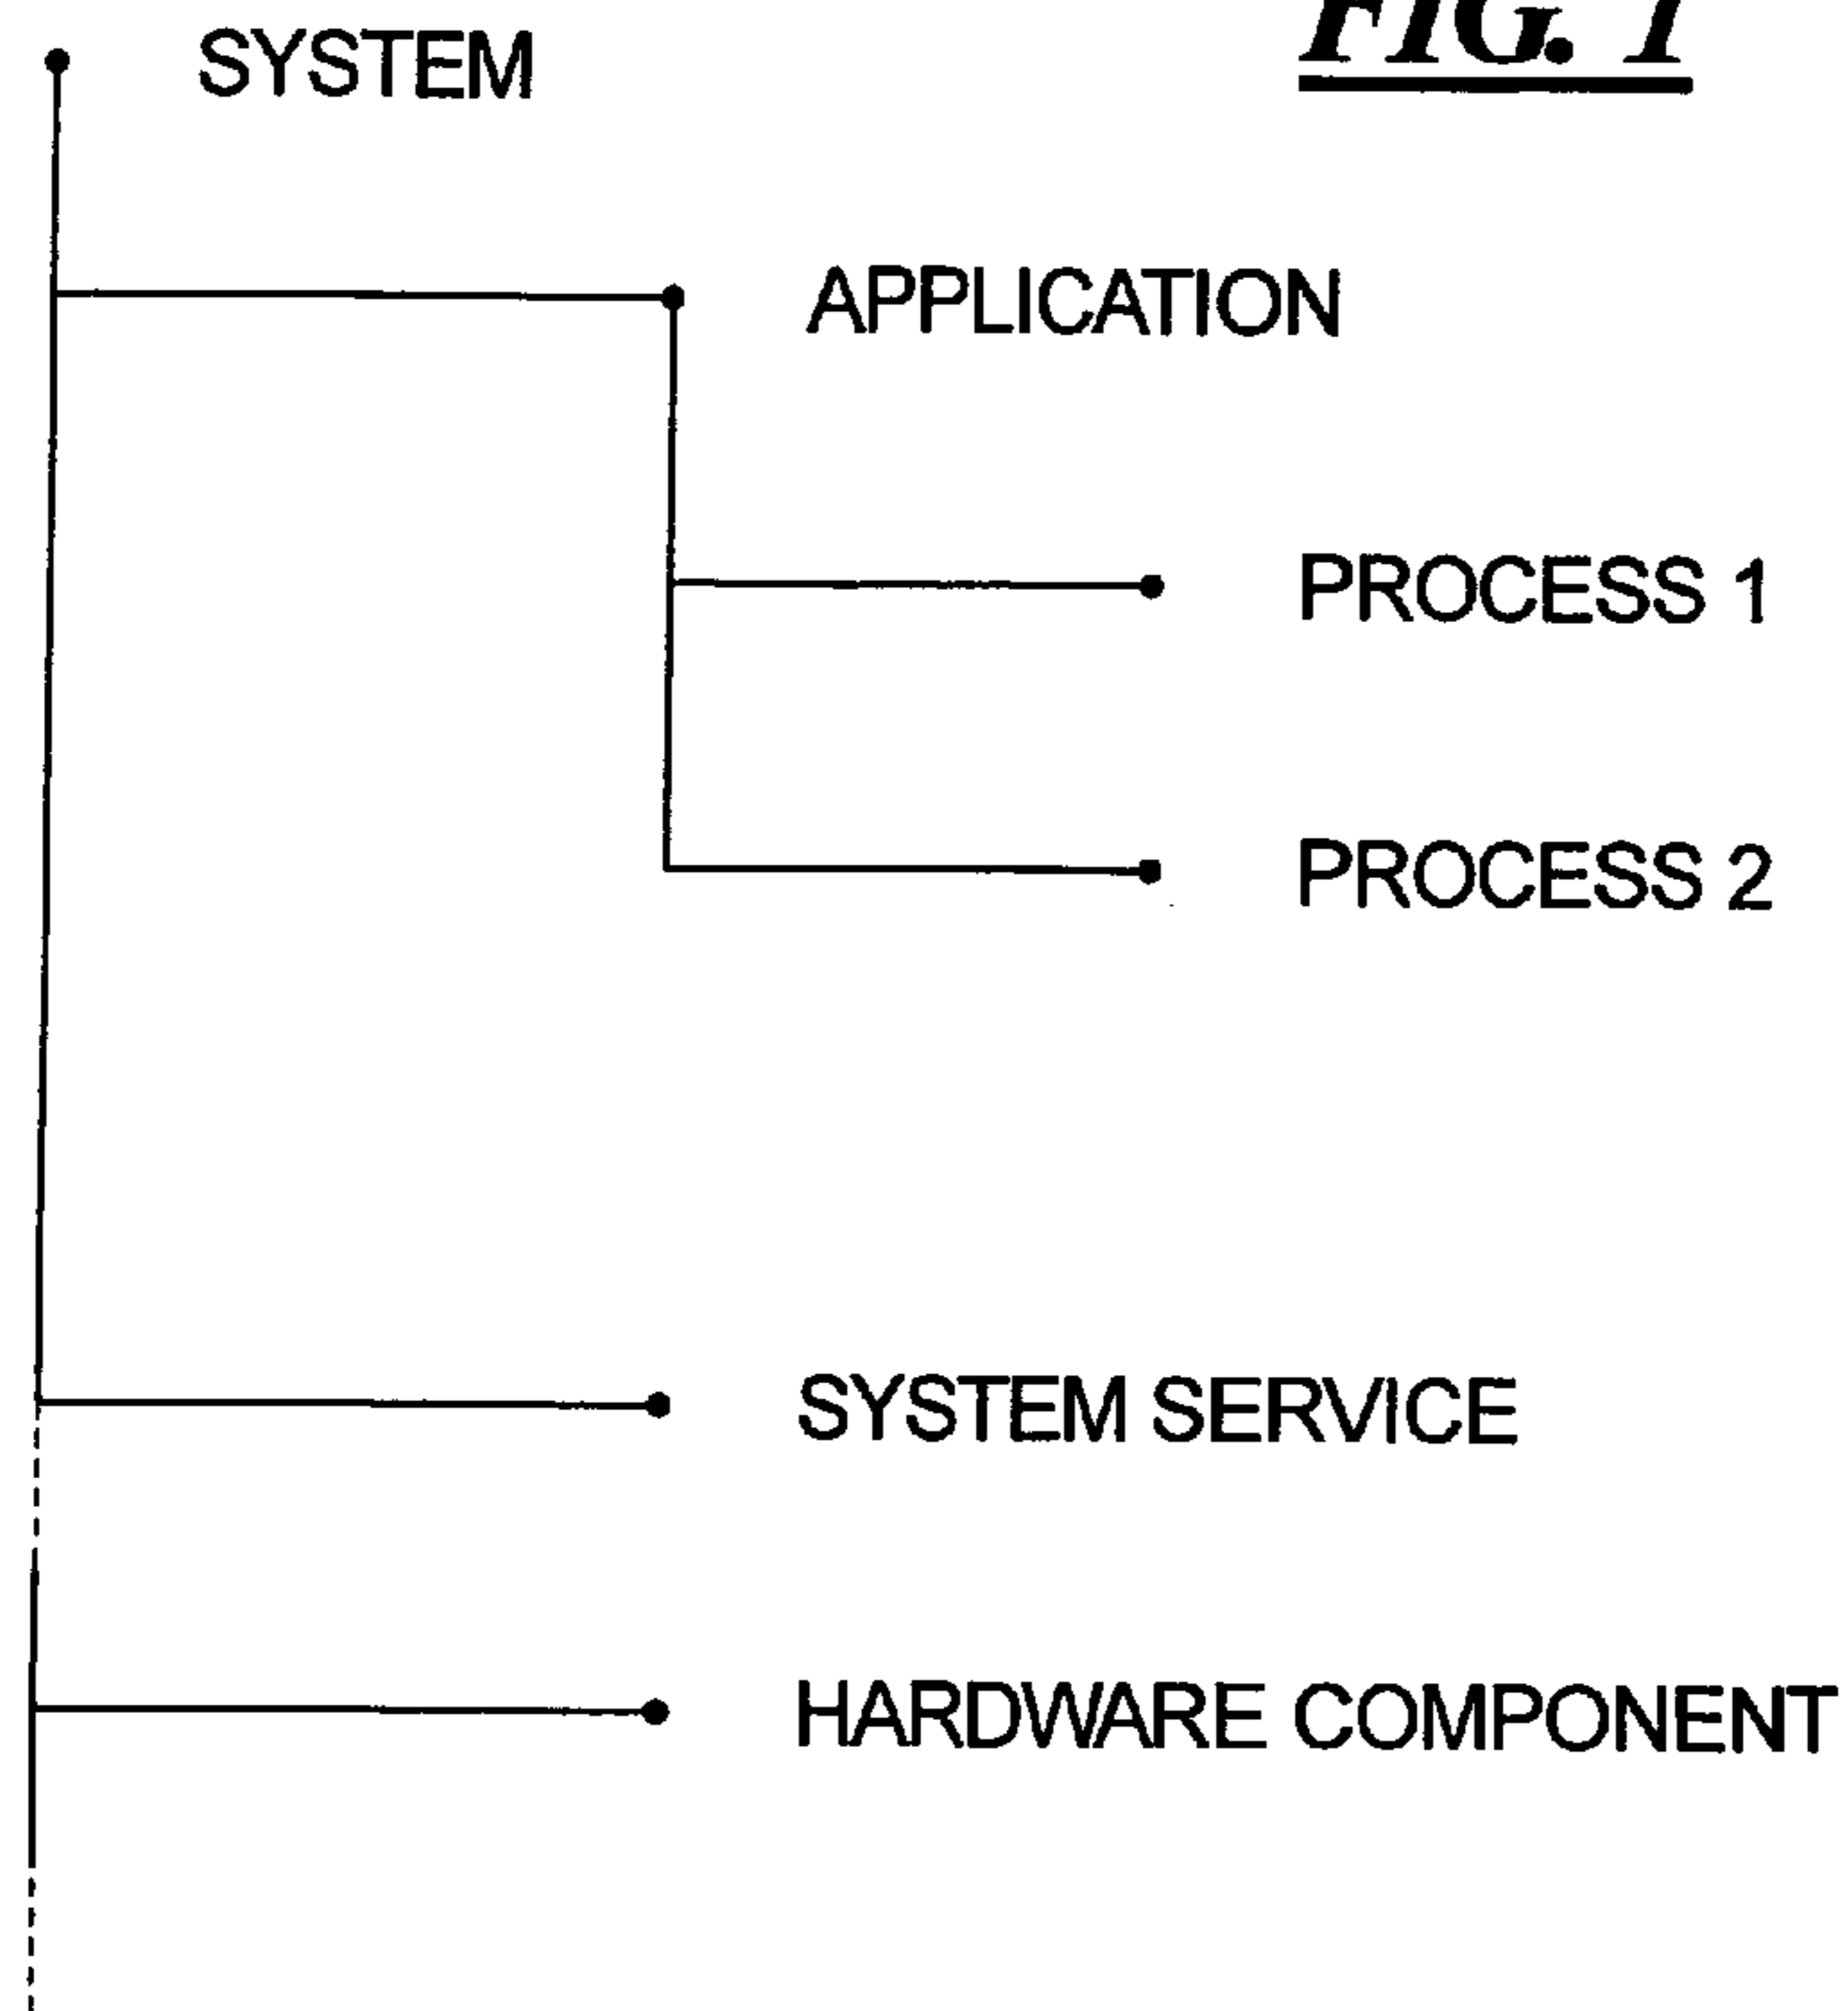 FIG. 1
SYSTEM
APPLICATION
PROCESS 1
PROCESS 2
SYSTEM SERVICE
HARDWARE COMPONENT